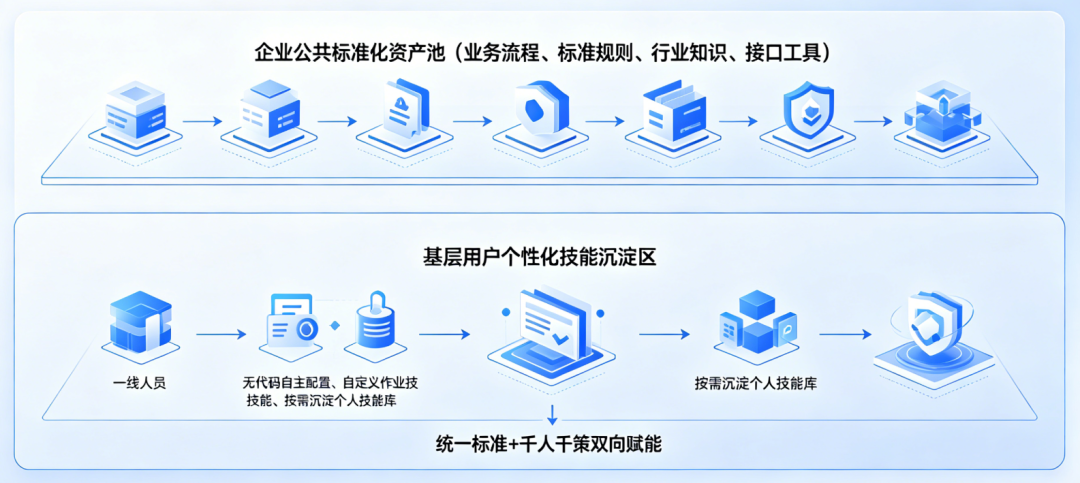 企业公共标准化资产池（业务流程、标准规则、行业知识、接口工具）
基层用户个性化技能沉淀区
一线人员
无代码自主配置、自定义作业技
技能、按需沉淀个人技能库
按需沉淀个人技能库
统一标准+千人千策双向赋能